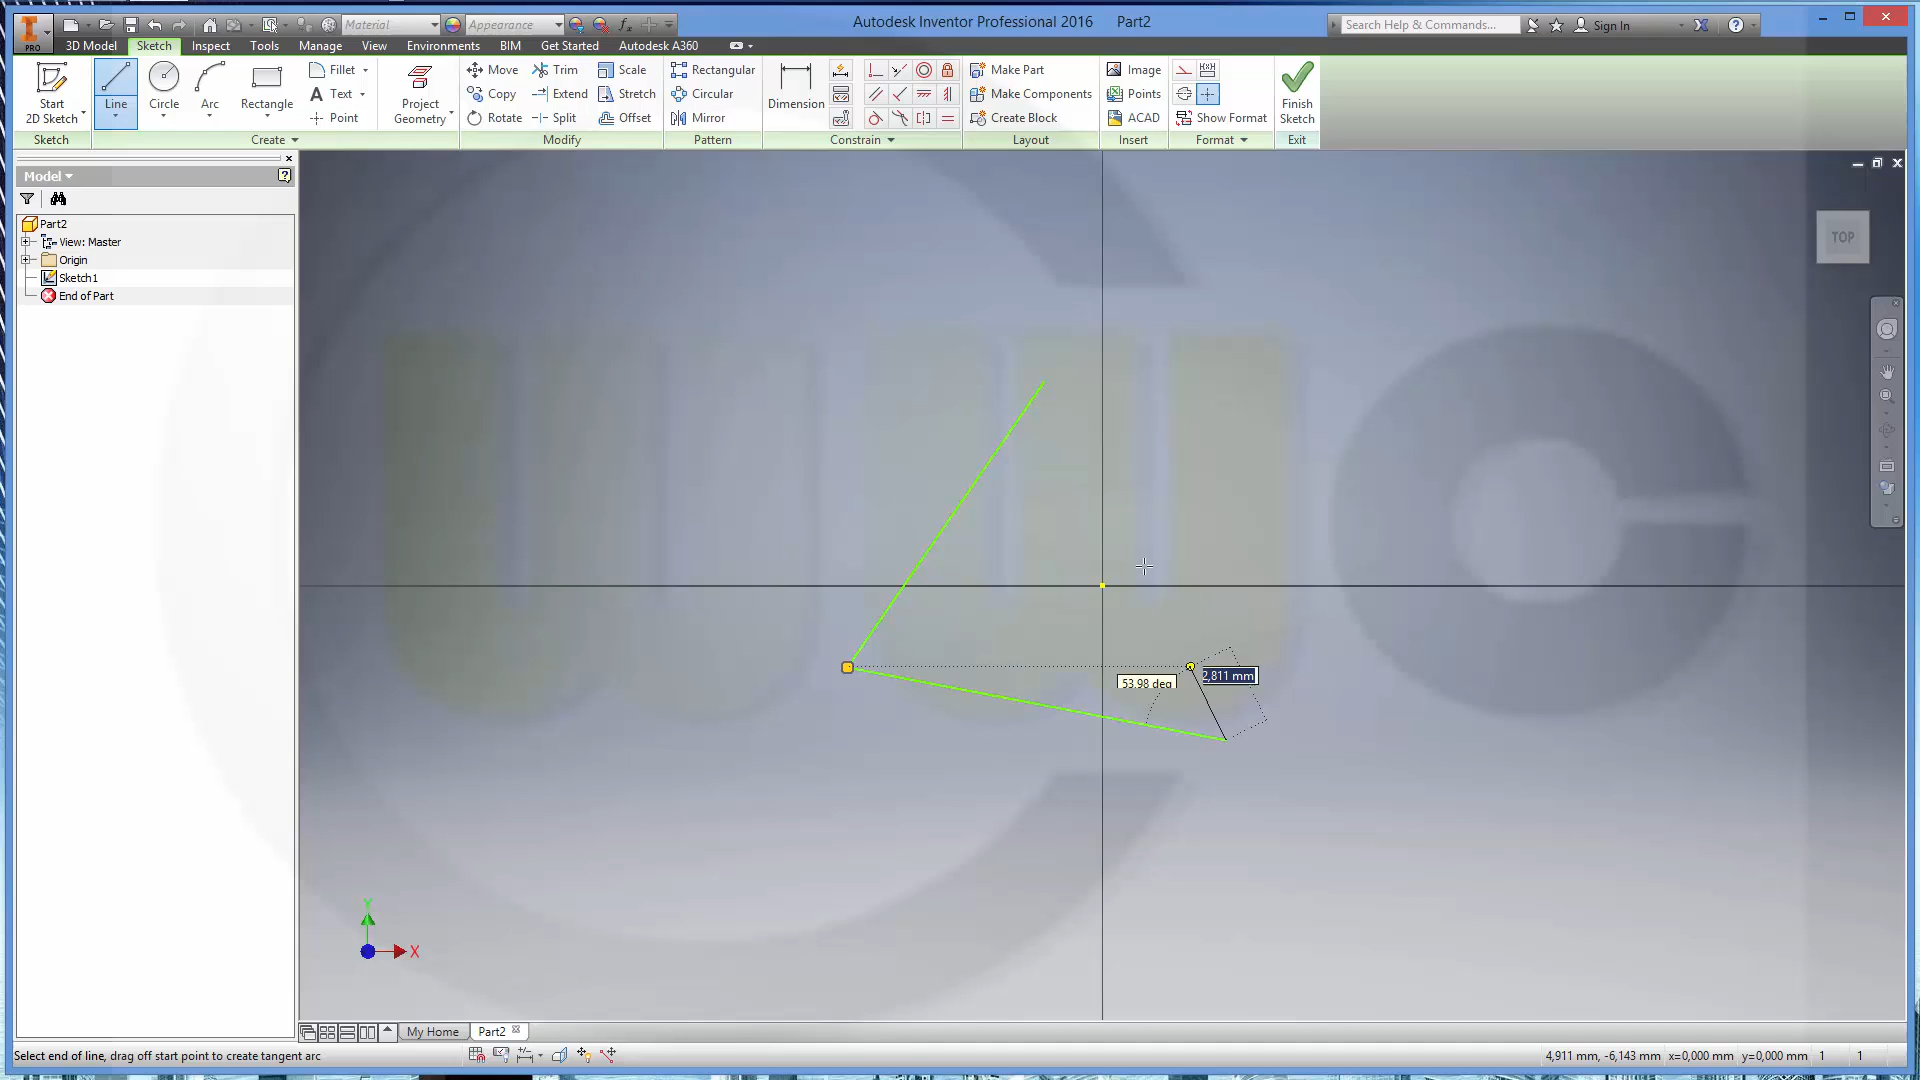 PRO
Material
Appearance
Autodesk Inventor Professional 2016 Part2
Search Help & Commands...
Sign In
3D Model Sketch Inspect Tools Manage View Environments BIM Get Started Autodesk A360
Start
2D Sketch
Line
Circle
Arc
Rectangle
Fillet
Text
Point
Project
Geometry
Move
Copy
Rotate
Trim
Extend
Split
Scale
Stretch
Offset
Rectangular
Circular
Mirror
Dimension
Make Part
Make Components
Create Block
Image
Points
ACAD
Show Format
Finish
Sketch
Sketch Create Modify Pattern Constrain Layout Insert Format Exit
Model
Part2
View: Master
Origin
Sketch1
End of Part
TOP
53.98 deg
2,811 mm
Y
X
My Home Part2
Select end of line, drag off start point to create tangent arc
4,911 mm, -6,143 mm x=0,000 mm y=0,000 mm 1 1